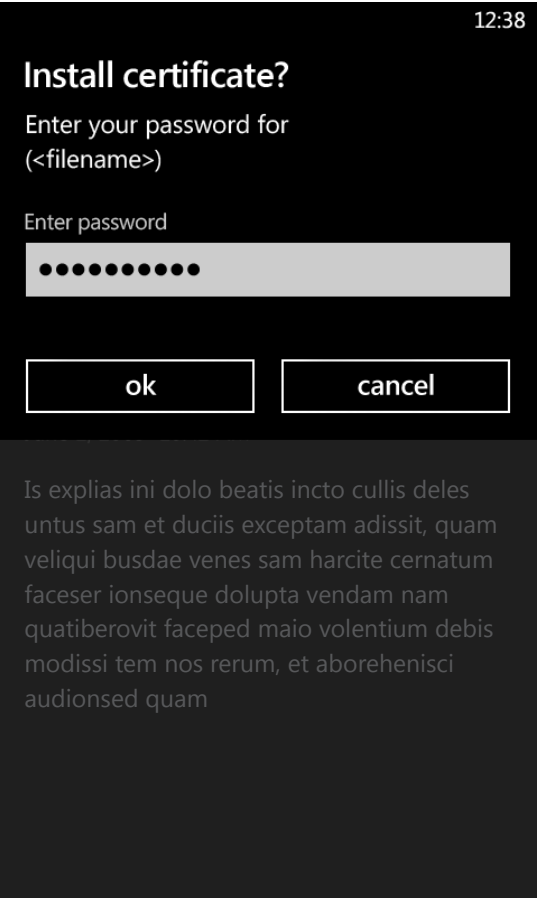 12:38
Install certificate?
Enter your password for
(<filename>)
Enter password
●●●●●●●●●●
ok
cancel
Is explias ini dolo beatis incto cullis deles
untus sam et duciis exceptam adissit, quam
veliqui busdae venes sam harcite cernatum
faceser ionseque dolupta vendam nam
quatiberovit faceped maio volentium debis
modissi tem nos rerum, et aborehenisci
audionsed quam